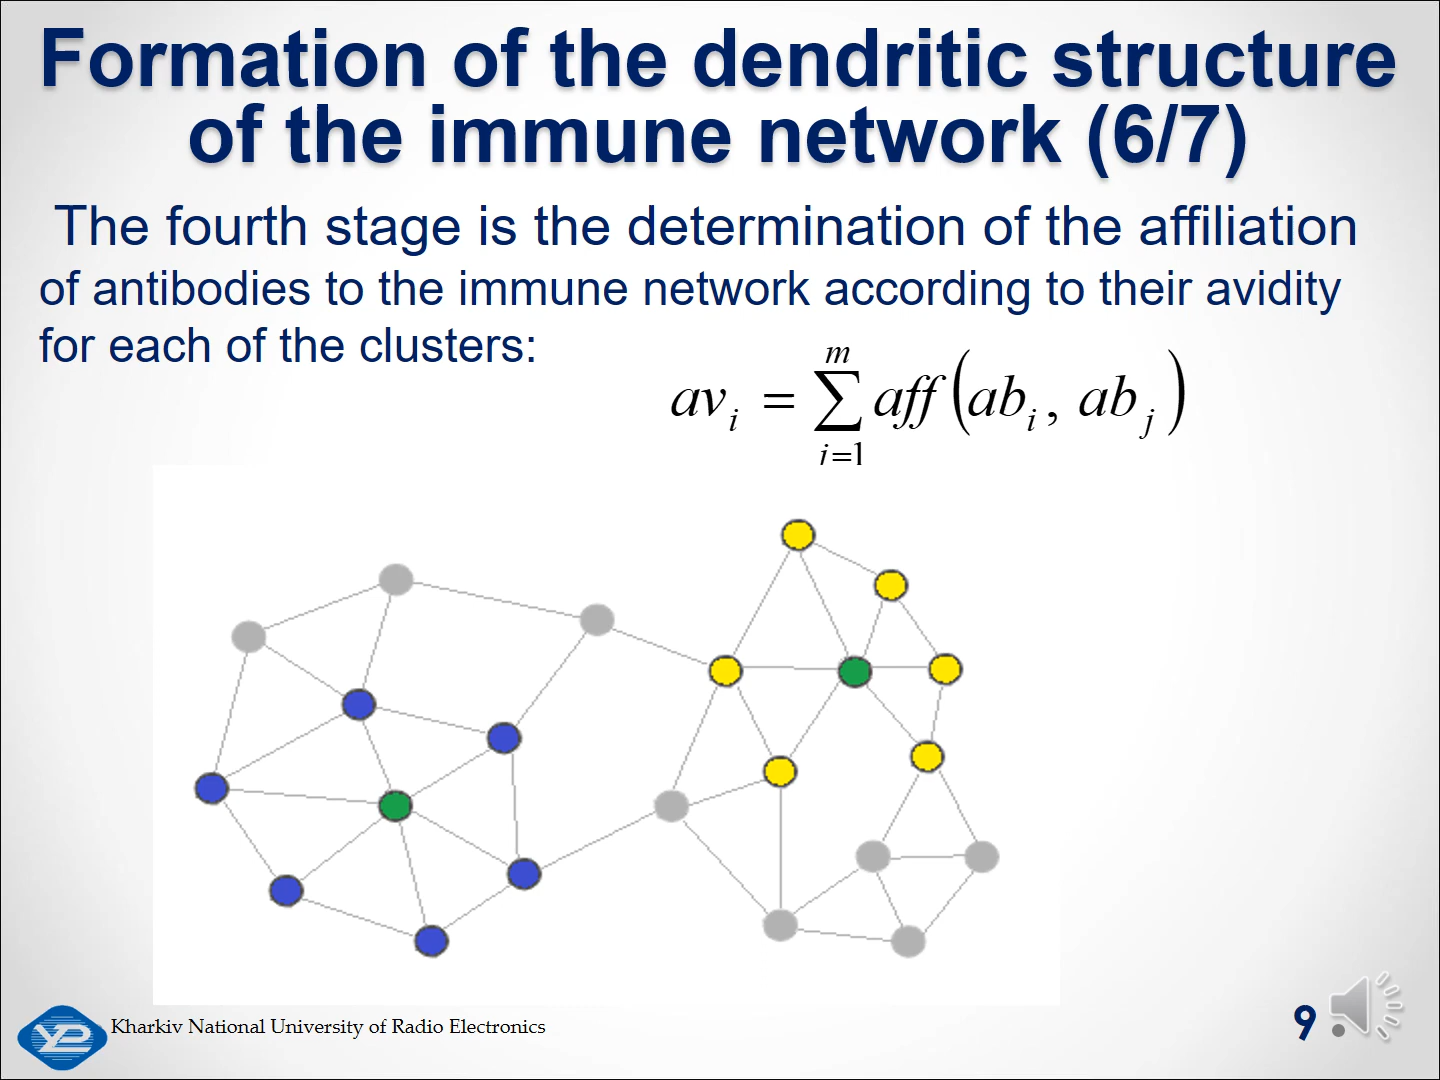 Formation of the dendritic structure
of the immune network (6/7)
The fourth stage is the determination of the affiliation
of antibodies to the immune network according to their avidity
for each of the clusters:
av_i = \sum_{i=1}^{m} aff(ab_i, ab_j)
Kharkiv National University of Radio Electronics
9